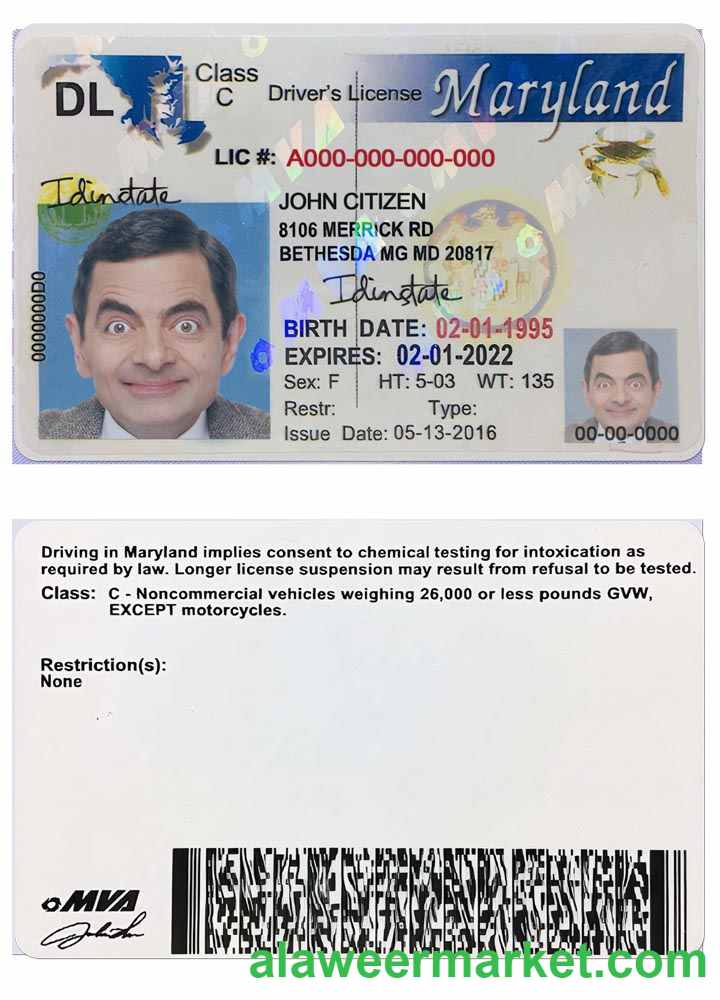 DL
Class
C
Driver's License
Maryland
LIC #: A000-000-000-000
Idinstate
JOHN CITIZEN
8106 MERRICK RD
BETHESDA MG MD 20817
Idinstate
0000000D0
BIRTH DATE: 02-01-1995
EXPIRES: 02-01-2022
Sex: F HT: 5-03 WT: 135
Restr: Type:
Issue Date: 05-13-2016
00-00-0000
MVA
MVA
MVA
Driving in Maryland implies consent to chemical testing for intoxication as
required by law. Longer license suspension may result from refusal to be tested.
Class: C - Noncommercial vehicles weighing 26,000 or less pounds GVW,
EXCEPT motorcycles.
Restriction(s):
None
MVA
alaweermarket.com